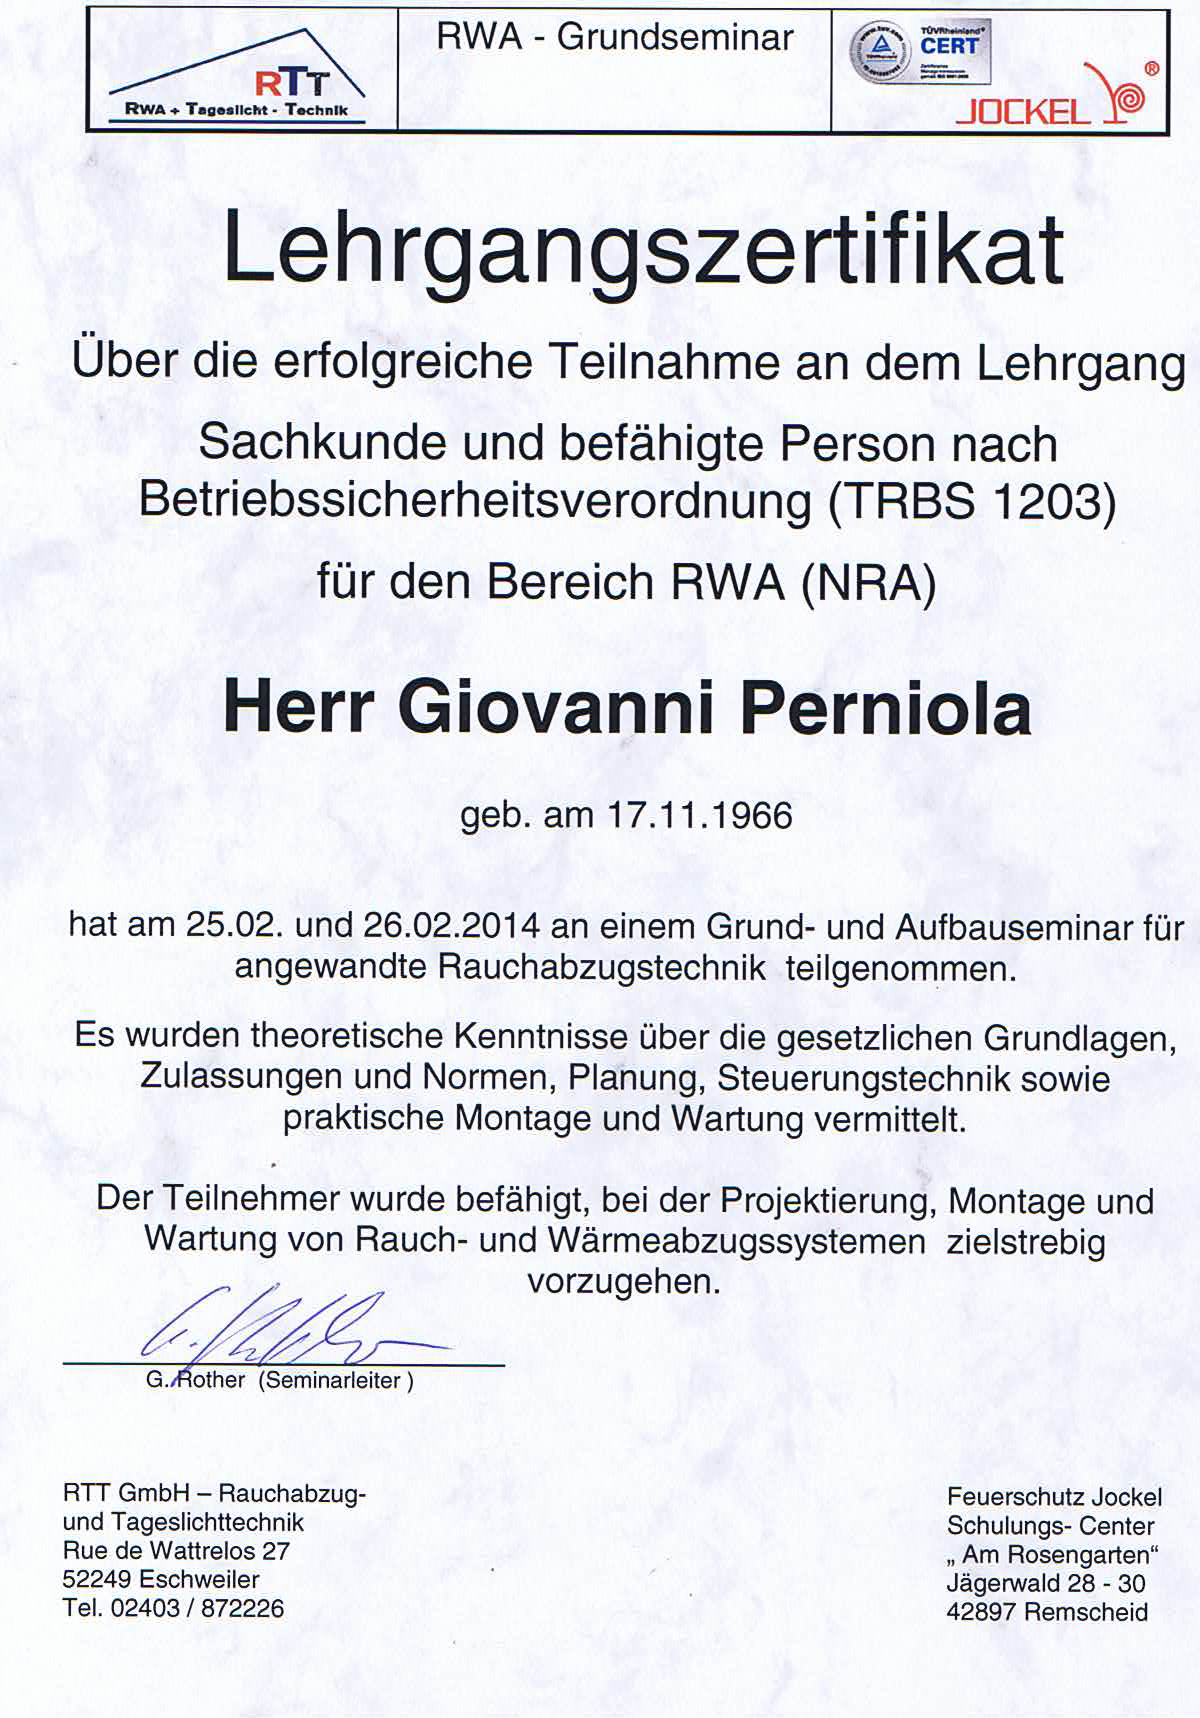 RTT
RWA + Tageslicht - Technik
RWA - Grundseminar
TÜVRheinland®
CERT
JOCKEL ®
Lehrgangszertifikat
Über die erfolgreiche Teilnahme an dem Lehrgang
Sachkunde und befähigte Person nach
Betriebssicherheitsverordnung (TRBS 1203)
für den Bereich RWA (NRA)
Herr Giovanni Perniola
geb. am 17.11.1966
hat am 25.02. und 26.02.2014 an einem Grund- und Aufbauseminar für
angewandte Rauchabzugstechnik teilgenommen.
Es wurden theoretische Kenntnisse über die gesetzlichen Grundlagen,
Zulassungen und Normen, Planung, Steuerungstechnik sowie
praktische Montage und Wartung vermittelt.
Der Teilnehmer wurde befähigt, bei der Projektierung, Montage und
Wartung von Rauch- und Wärmeabzugssystemen zielstrebig
vorzugehen.
G. Rother (Seminarleiter )
RTT GmbH – Rauchabzug-
und Tageslichttechnik
Rue de Wattrelos 27
52249 Eschweiler
Tel. 02403 / 872226
Feuerschutz Jockel
Schulungs- Center
„ Am Rosengarten“
Jägerwald 28 - 30
42897 Remscheid